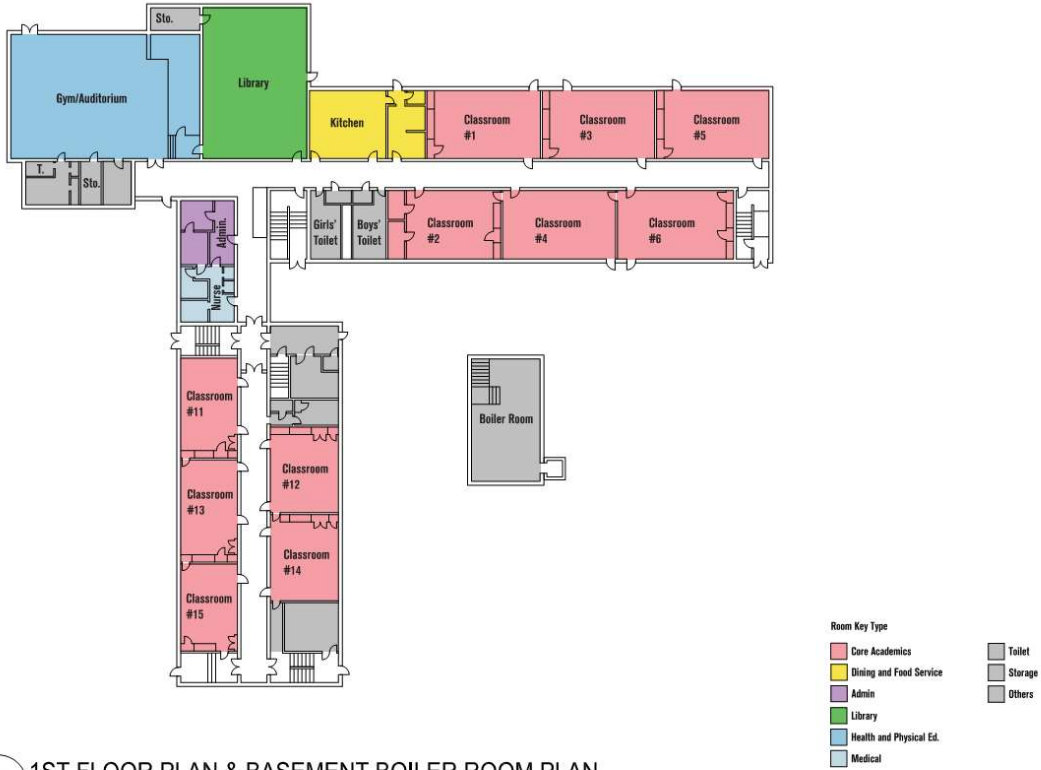 Sto.
Gym/Auditorium
Library
Kitchen
Classroom
#1
Classroom
#3
Classroom
#5
T.
Sto.
Admin.
Girls'
Toilet
Boys'
Toilet
Classroom
#2
Classroom
#4
Classroom
#6
Nurse
Classroom
#11
Boiler Room
Classroom
#12
Classroom
#13
Classroom
#14
Classroom
#15
Room Key Type
Core Academics
Dining and Food Service
Admin
Library
Health and Physical Ed.
Medical
Toilet
Storage
Others
1ST FLOOR PLAN & BASEMENT BOILER ROOM PLAN